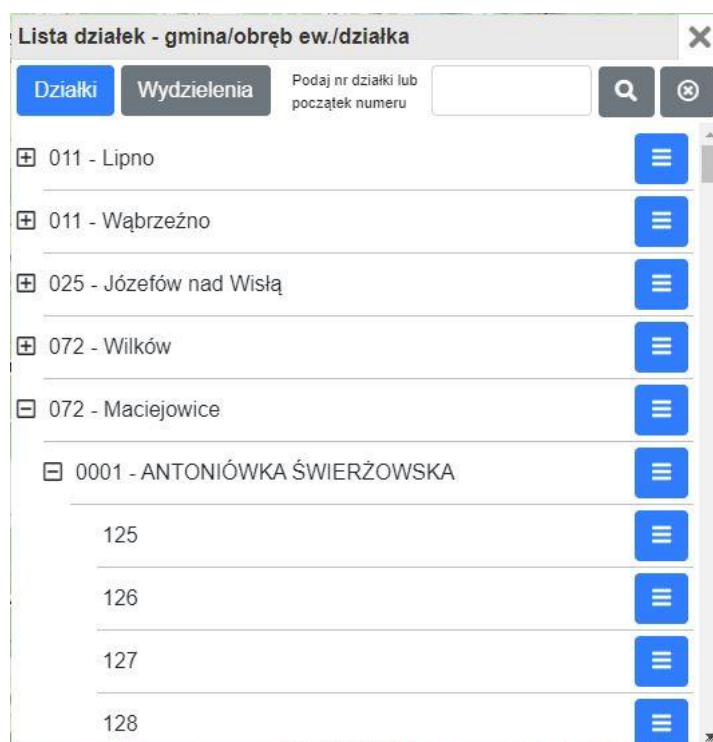 Lista działek - gmina/obręb ew./działka
Działki
Wydzielenia
Podaj nr działki lub
początek numeru
011 - Lipno
011 - Wąbrzeźno
025 - Józefów nad Wisłą
072 - Wilków
072 - Maciejowice
0001 - ANTONIÓWKA ŚWIERŻOWSKA
125
126
127
128